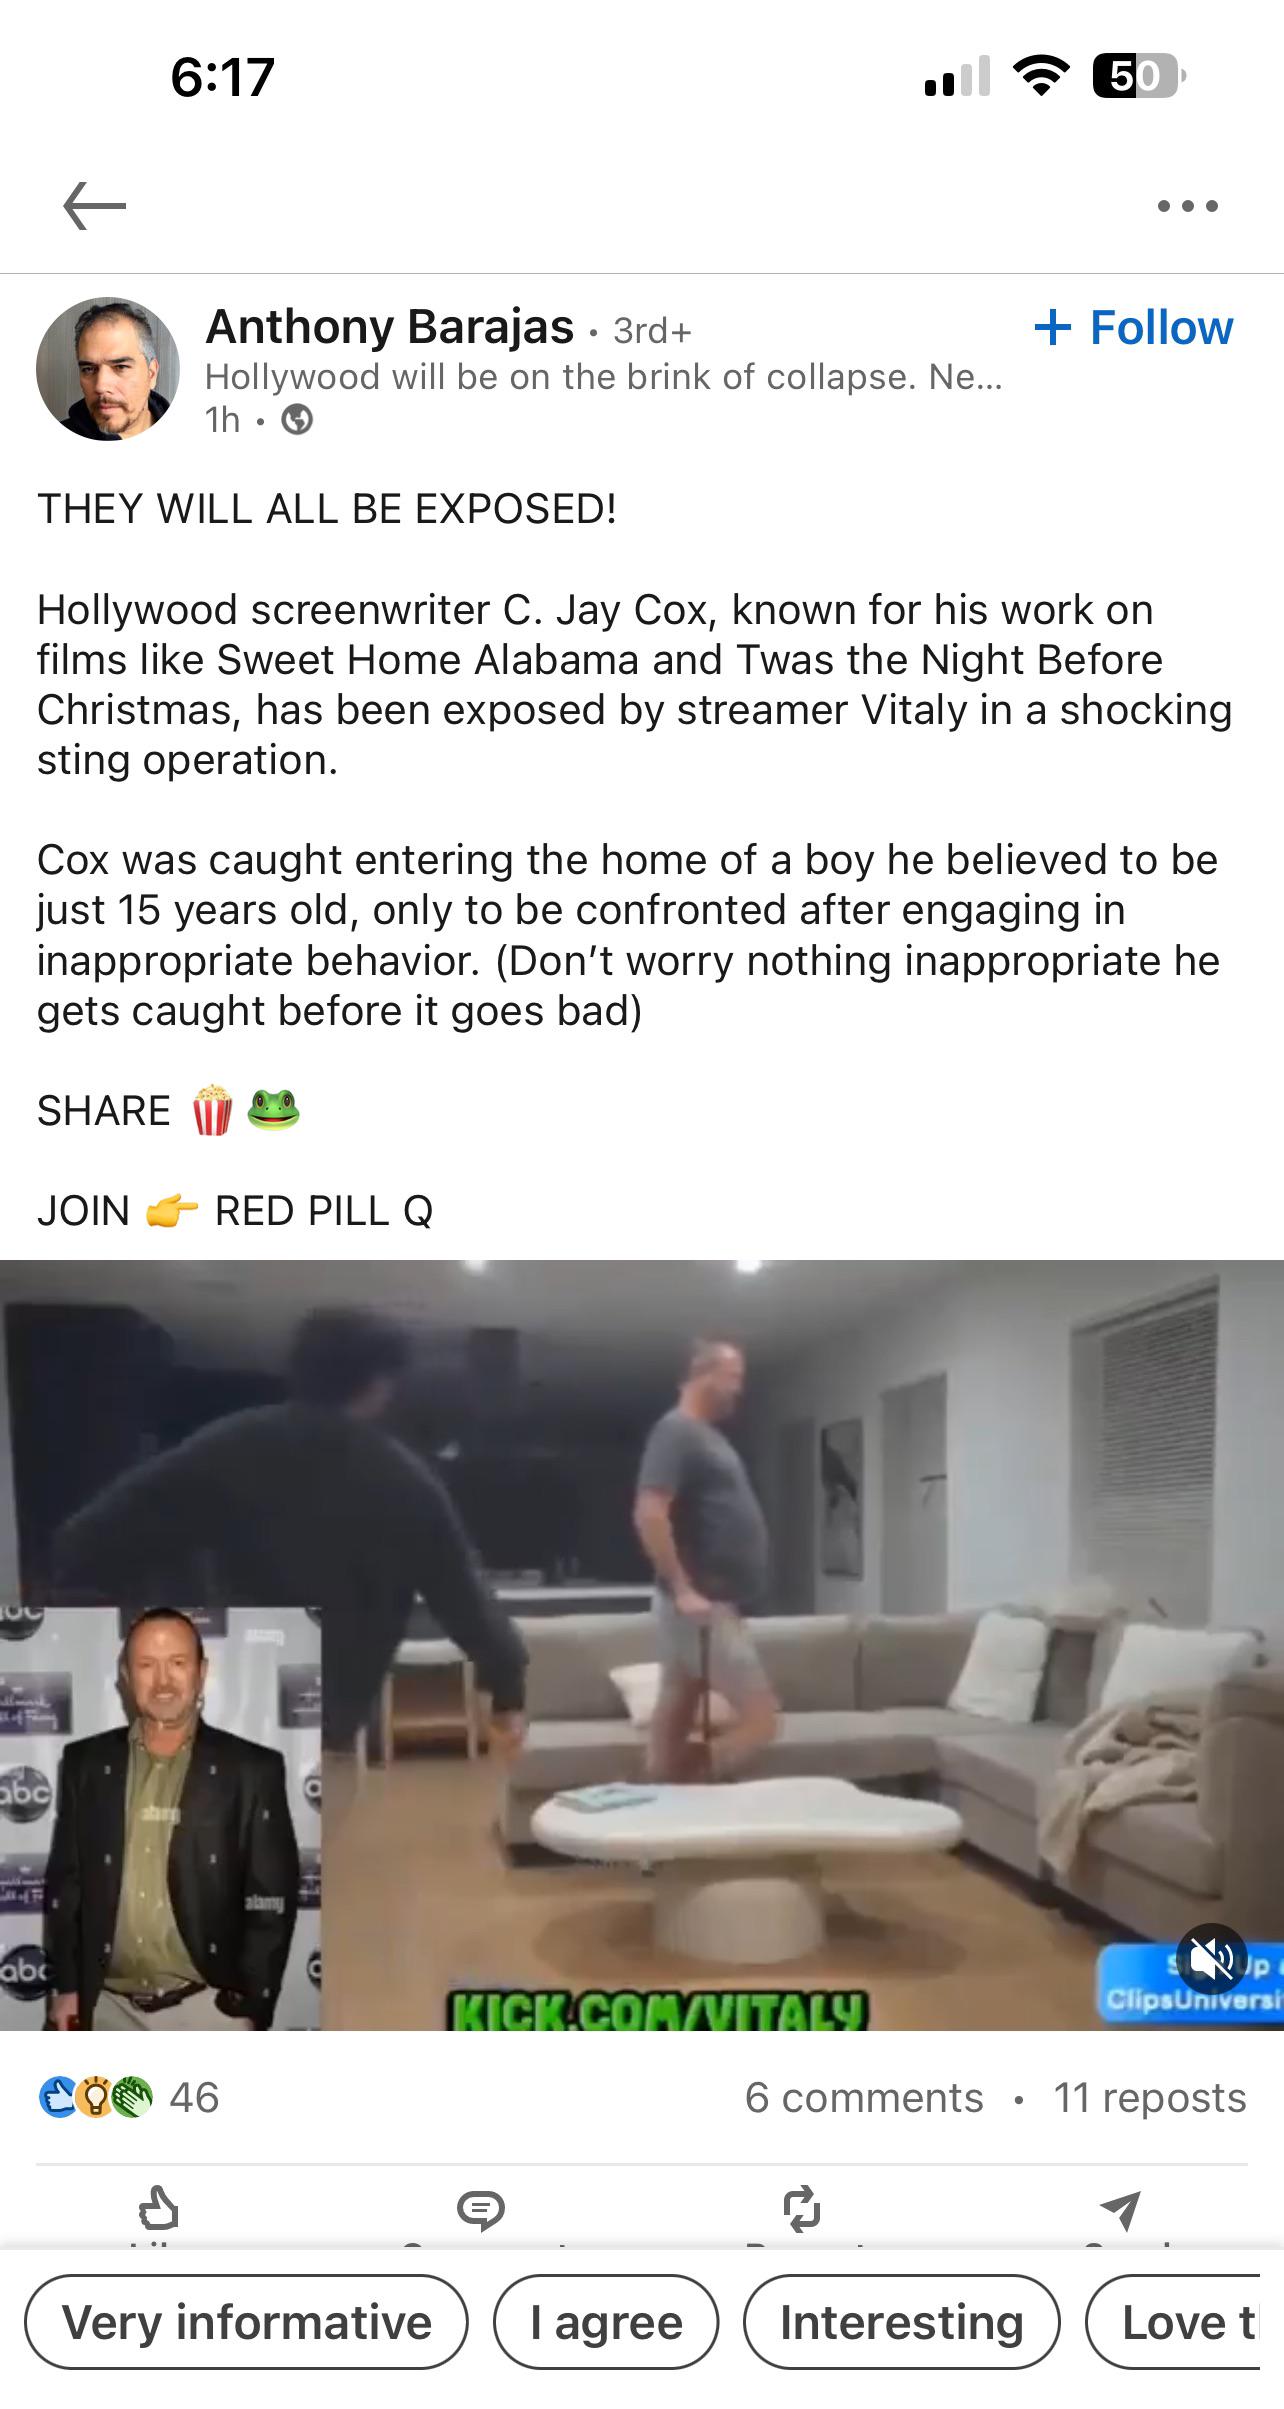 6:17
50
Anthony Barajas • 3rd+
+ Follow
Hollywood will be on the brink of collapse. Ne...
1h •
THEY WILL ALL BE EXPOSED!
Hollywood screenwriter C. Jay Cox, known for his work on
films like Sweet Home Alabama and Twas the Night Before
Christmas, has been exposed by streamer Vitaly in a shocking
sting operation.
Cox was caught entering the home of a boy he believed to be
just 15 years old, only to be confronted after engaging in
inappropriate behavior. (Don’t worry nothing inappropriate he
gets caught before it goes bad)
SHARE 🍿🐸
JOIN 👉 RED PILL Q
abc
alamy
abc
KICK.COM/VITALY
Up
46
6 comments • 11 reposts
Very informative
I agree
Interesting
Love